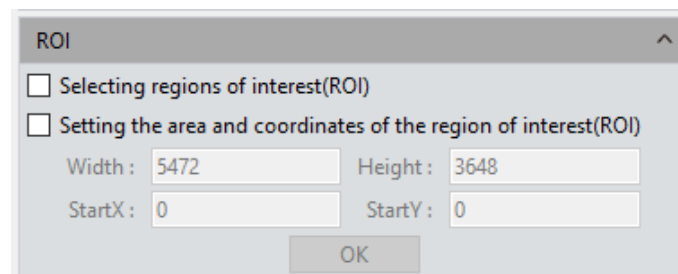 ROI
Selecting regions of interest(ROI)
Setting the area and coordinates of the region of interest(ROI)
Width : 5472 Height : 3648
StartX : 0 StartY : 0
OK